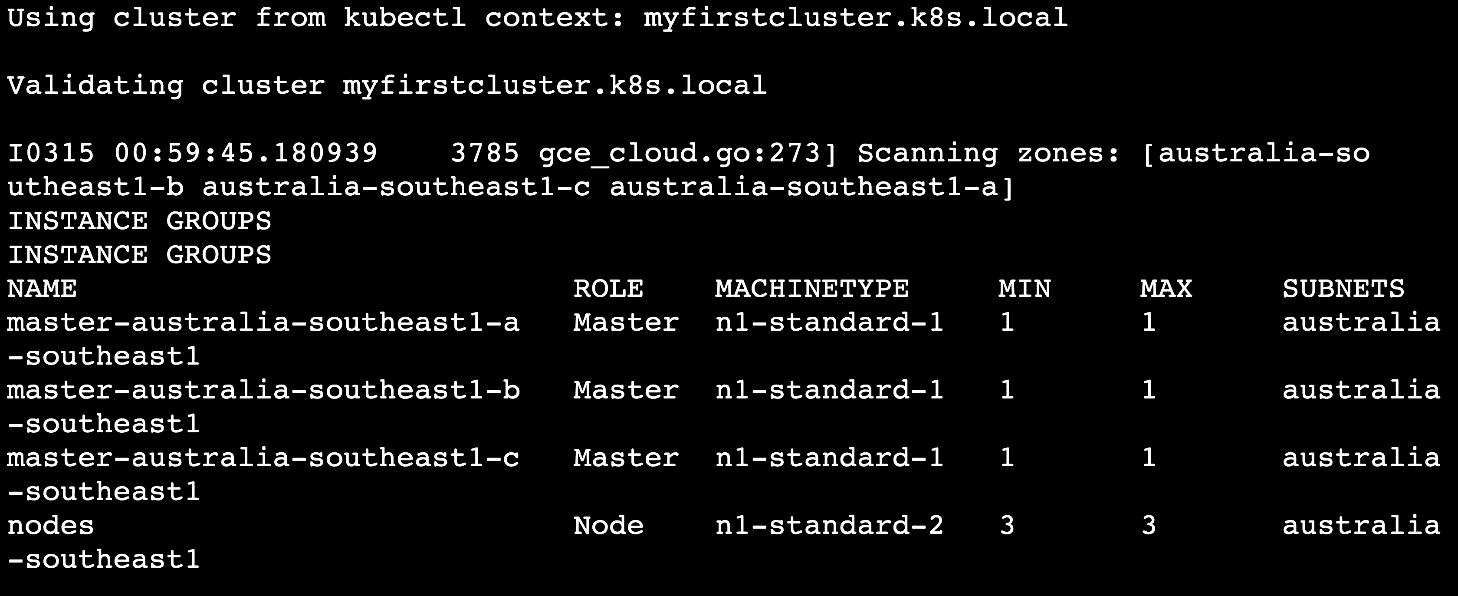 Using cluster from kubectl context: myfirstcluster.k8s.local
Validating cluster myfirstcluster.k8s.local
I0315 00:59:45.180939    3785 gce_cloud.go:273] Scanning zones: [australia-so
utheast1-b australia-southeast1-c australia-southeast1-a]
INSTANCE GROUPS
INSTANCE GROUPS
NAME                            ROLE    MACHINETYPE     MIN     MAX     SUBNETS
master-australia-southeast1-a   Master  n1-standard-1   1       1       australia
-southeast1
master-australia-southeast1-b   Master  n1-standard-1   1       1       australia
-southeast1
master-australia-southeast1-c   Master  n1-standard-1   1       1       australia
-southeast1
nodes                           Node    n1-standard-2   3       3       australia
-southeast1